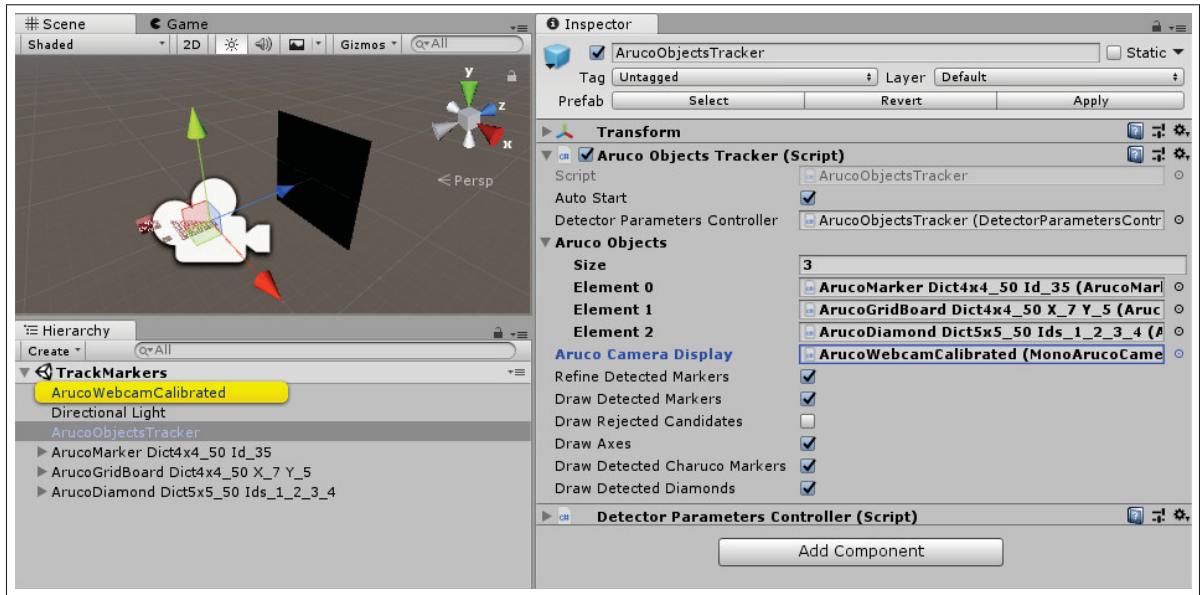 Scene Game
Shaded 2D Gizmos All
y
z
x
Persp
Hierarchy
Create All
TrackMarkers
ArucoWebcamCalibrated
Directional Light
ArucoObjectsTracker
ArucoMarker Dict4x4_50 Id_35
ArucoGridBoard Dict4x4_50 X_7 Y_5
ArucoDiamond Dict5x5_50 Ids_1_2_3_4
Inspector
ArucoObjectsTracker Static
Tag Untagged Layer Default
Prefab Select Revert Apply
Transform
Aruco Objects Tracker (Script)
Script ArucoObjectsTracker
Auto Start
Detector Parameters Controller ArucoObjectsTracker (DetectorParametersContr
Aruco Objects
Size 3
Element 0 ArucoMarker Dict4x4_50 Id_35 (ArucoMarl
Element 1 ArucoGridBoard Dict4x4_50 X_7 Y_5 (Aruc
Element 2 ArucoDiamond Dict5x5_50 Ids_1_2_3_4 (A
Aruco Camera Display ArucoWebcamCalibrated (MonoArucoCame
Refine Detected Markers
Draw Detected Markers
Draw Rejected Candidates
Draw Axes
Draw Detected Charuco Markers
Draw Detected Diamonds
C# Detector Parameters Controller (Script)
Add Component